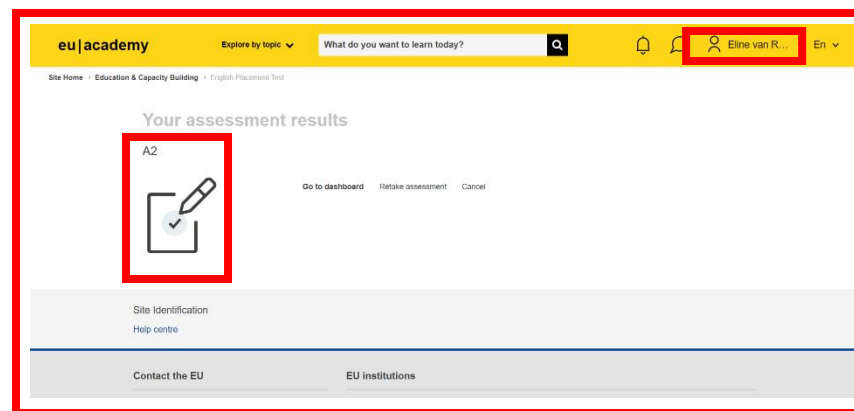 eu|academy Explore by topic What do you want to learn today? Eline van R... En
Site Home › Education & Capacity Building › English Placement Test
Your assessment results
A2
Go to dashboard Retake assessment Cancel
Site Identification
Help centre
Contact the EU EU institutions